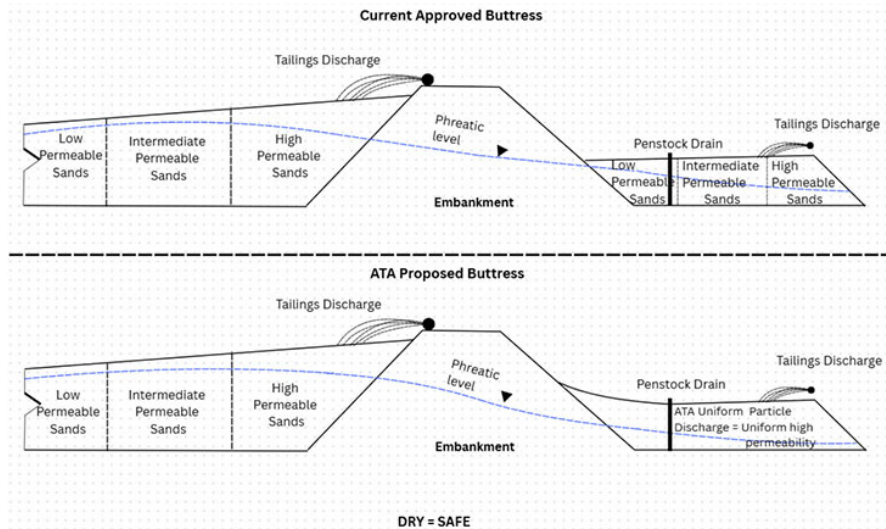 Current Approved Buttress
Tailings Discharge
Tailings Discharge
Phreatic
level
Penstock Drain
Low
Permeable
Sands
Intermediate
Permeable
Sands
High
Permeable
Sands
Low
Permeable
Sands
Intermediate
Permeable
Sands
High
Permeable
Sands
Embankment
ATA Proposed Buttress
Tailings Discharge
Tailings Discharge
Phreatic
level
Penstock Drain
Low
Permeable
Sands
Intermediate
Permeable
Sands
High
Permeable
Sands
ATA Uniform Particle
Discharge = Uniform high
permeability
Embankment
DRY = SAFE